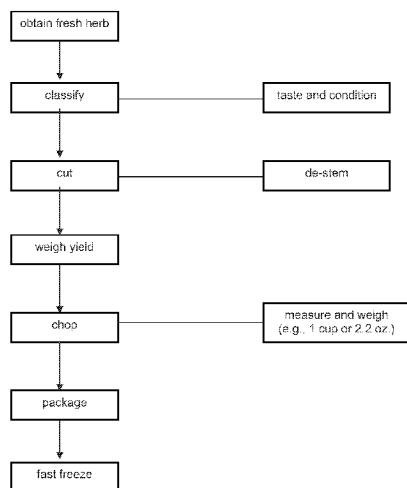 obtain fresh herb
classify
taste and condition
cut
de-stem
weigh yield
chop
measure and weigh
(e.g., 1 cup or 2.2 oz.)
package
fast freeze